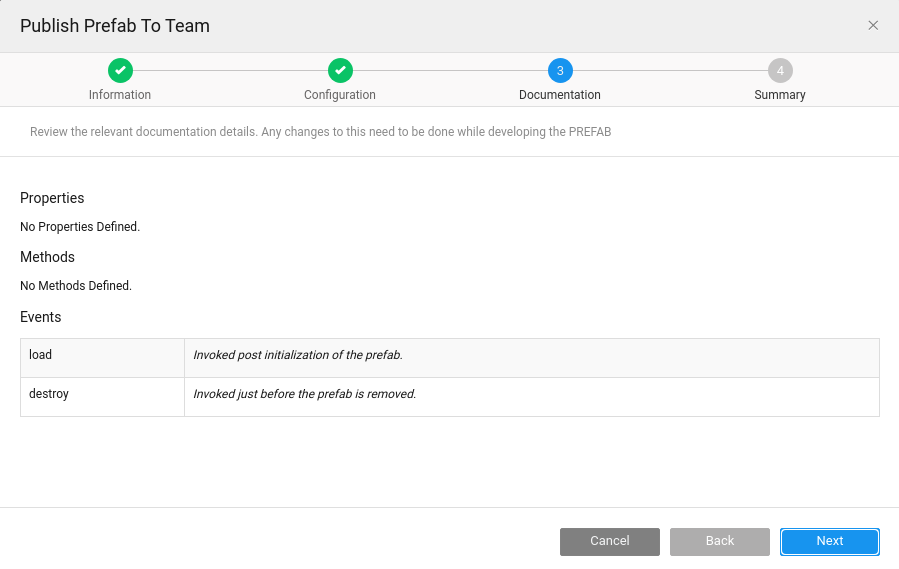 Publish Prefab To Team
3
4
Information
Configuration
Documentation
Summary
Review the relevant documentation details. Any changes to this need to be done while developing the PREFAB
Properties
No Properties Defined.
Methods
No Methods Defined.
Events
load
Invoked post initialization of the prefab.
destroy
Invoked just before the prefab is removed.
Cancel
Back
Next